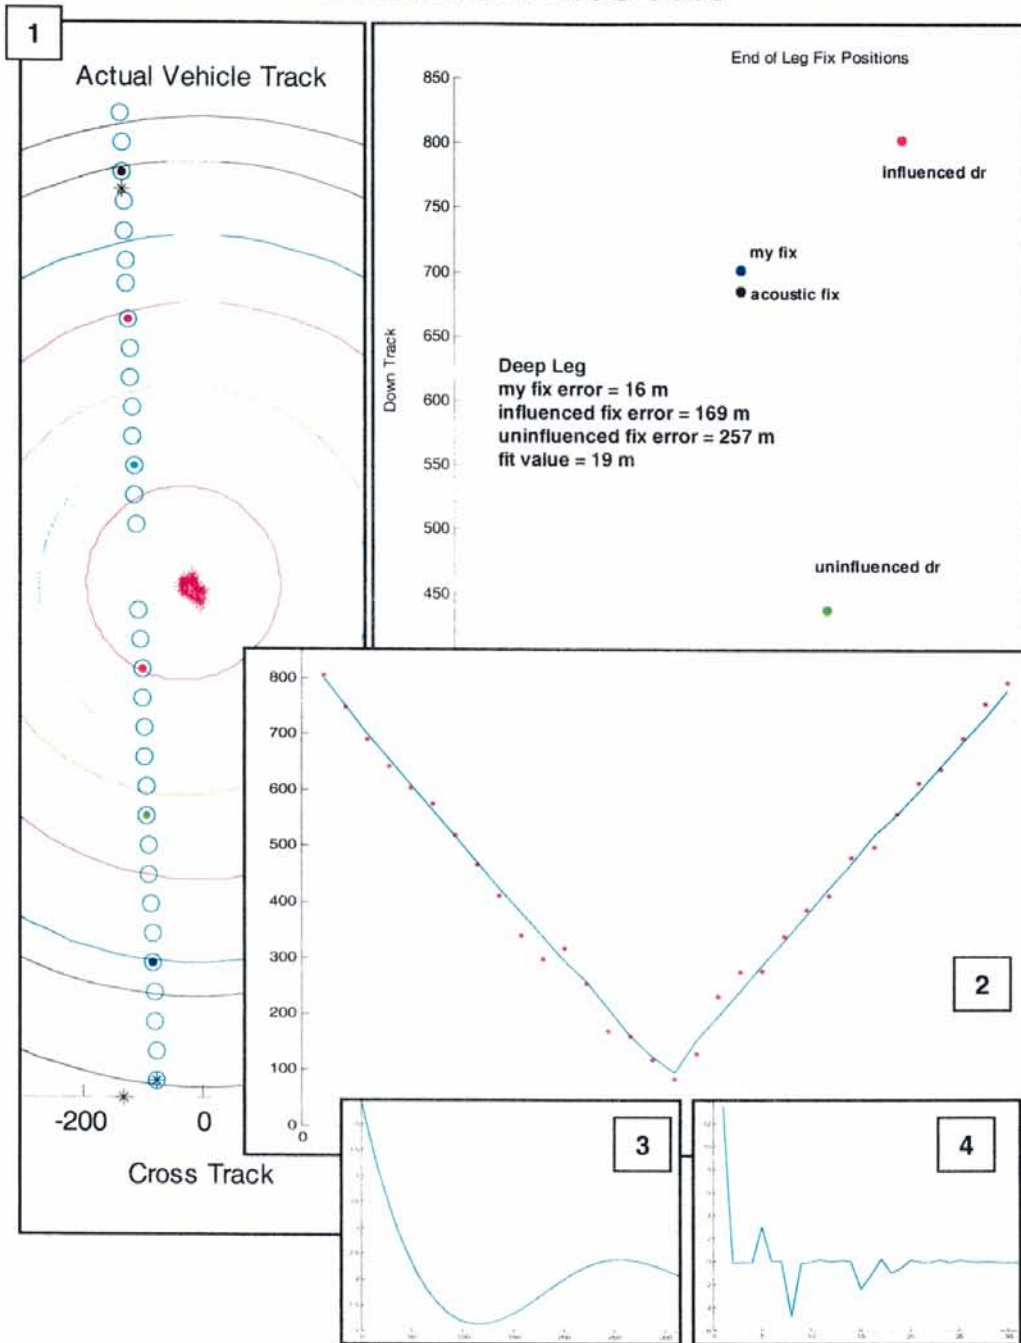 1
Actual Vehicle Track
-200
0
Cross Track
End of Leg Fix Positions
850
800
750
700
650
600
550
500
450
Down Track
influenced dr
my fix
acoustic fix
Deep Leg
my fix error = 16 m
influenced fix error = 169 m
uninfluenced fix error = 257 m
fit value = 19 m
uninfluenced dr
800
700
600
500
400
300
200
100
0
0
2
3
4